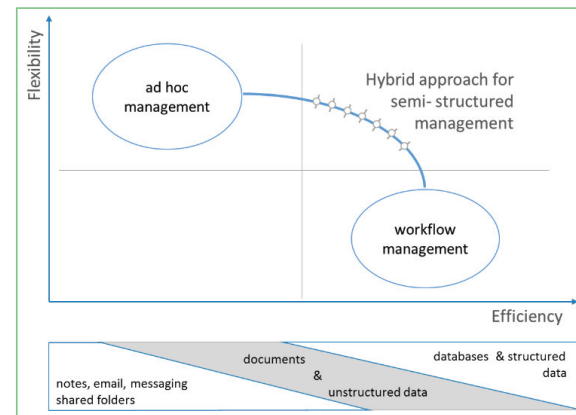 Flexibility
ad hoc
management
Hybrid approach for
semi- structured
management
workflow
management
Efficiency
documents
&
unstructured data
databases & structured
data
notes, email, messaging
shared folders